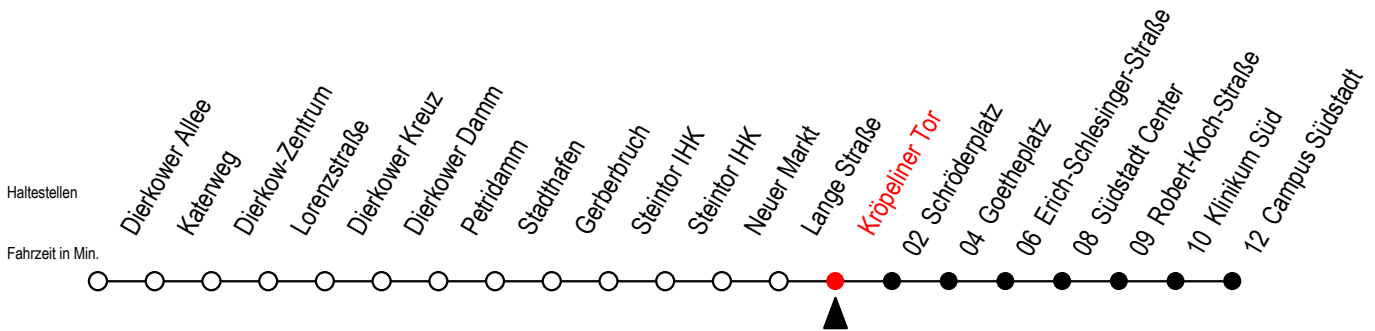 Haltestellen
Fahrzeit in Min.
Dierkower Allee
Katerweg
Dierkow-Zentrum
Lorenzstraße
Dierkower Kreuz
Dierkower Damm
Petridamm
Stadthafen
Gerberbruch
Steintor IHK
Steintor IHK
Neuer Markt
Lange Straße
Kröpeliner Tor
02 Schröderplatz
04 Goetheplatz
06 Erich-Schlesinger-Straße
08 Südstadt Center
09 Robert-Koch-Straße
10 Klinikum Süd
12 Campus Südstadt